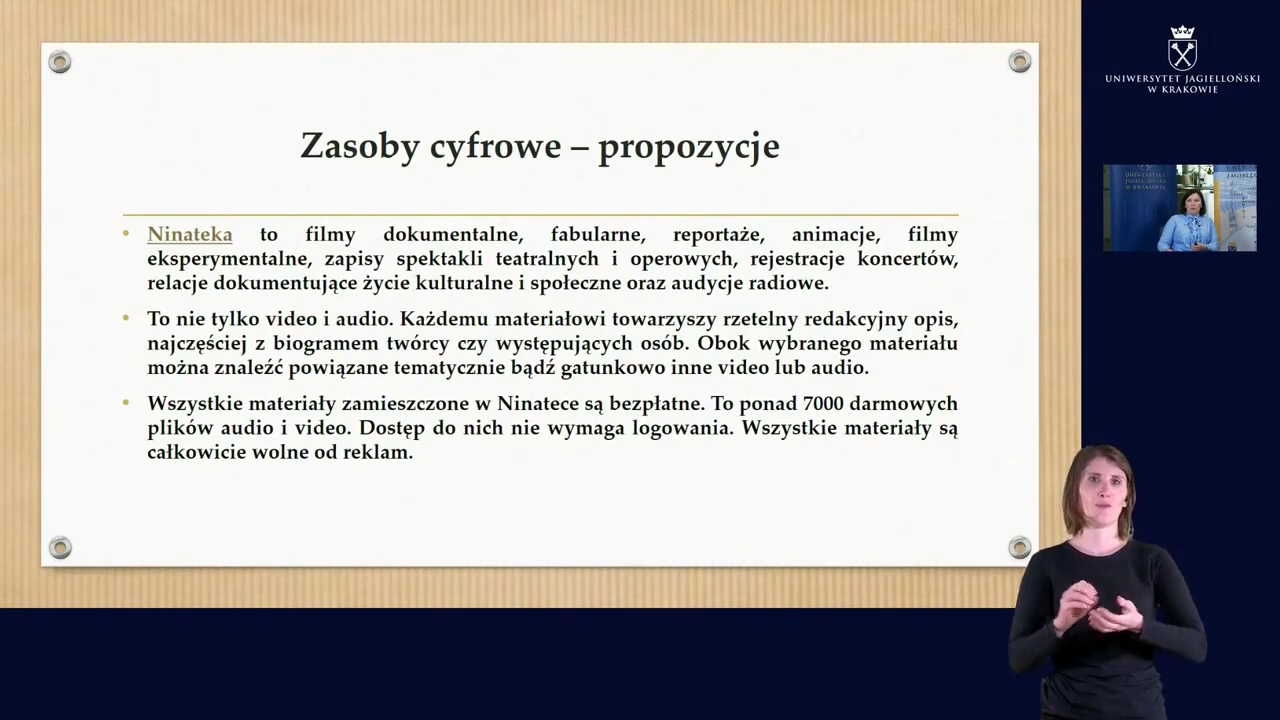 Zasoby cyfrowe – propozycje
• Ninateka to filmy dokumentalne, fabularne, reportaże, animacje, filmy
eksperymentalne, zapisy spektakli teatralnych i operowych, rejestracje koncertów,
relacje dokumentujące życie kulturalne i społeczne oraz audycje radiowe.
• To nie tylko video i audio. Każdemu materiałowi towarzyszy rzetelny redakcyjny opis,
najczęściej z biogramem twórcy czy występujących osób. Obok wybranego materiału
można znaleźć powiązane tematycznie bądź gatunkowo inne video lub audio.
• Wszystkie materiały zamieszczone w Ninatece są bezpłatne. To ponad 7000 darmowych
plików audio i video. Dostęp do nich nie wymaga logowania. Wszystkie materiały są
całkowicie wolne od reklam.
UNIWERSYTET JAGIELLOŃSKI
W KRAKOWIE
UNIWERSYTET
JAGIELLOŃSKI
W KRAKOWIE